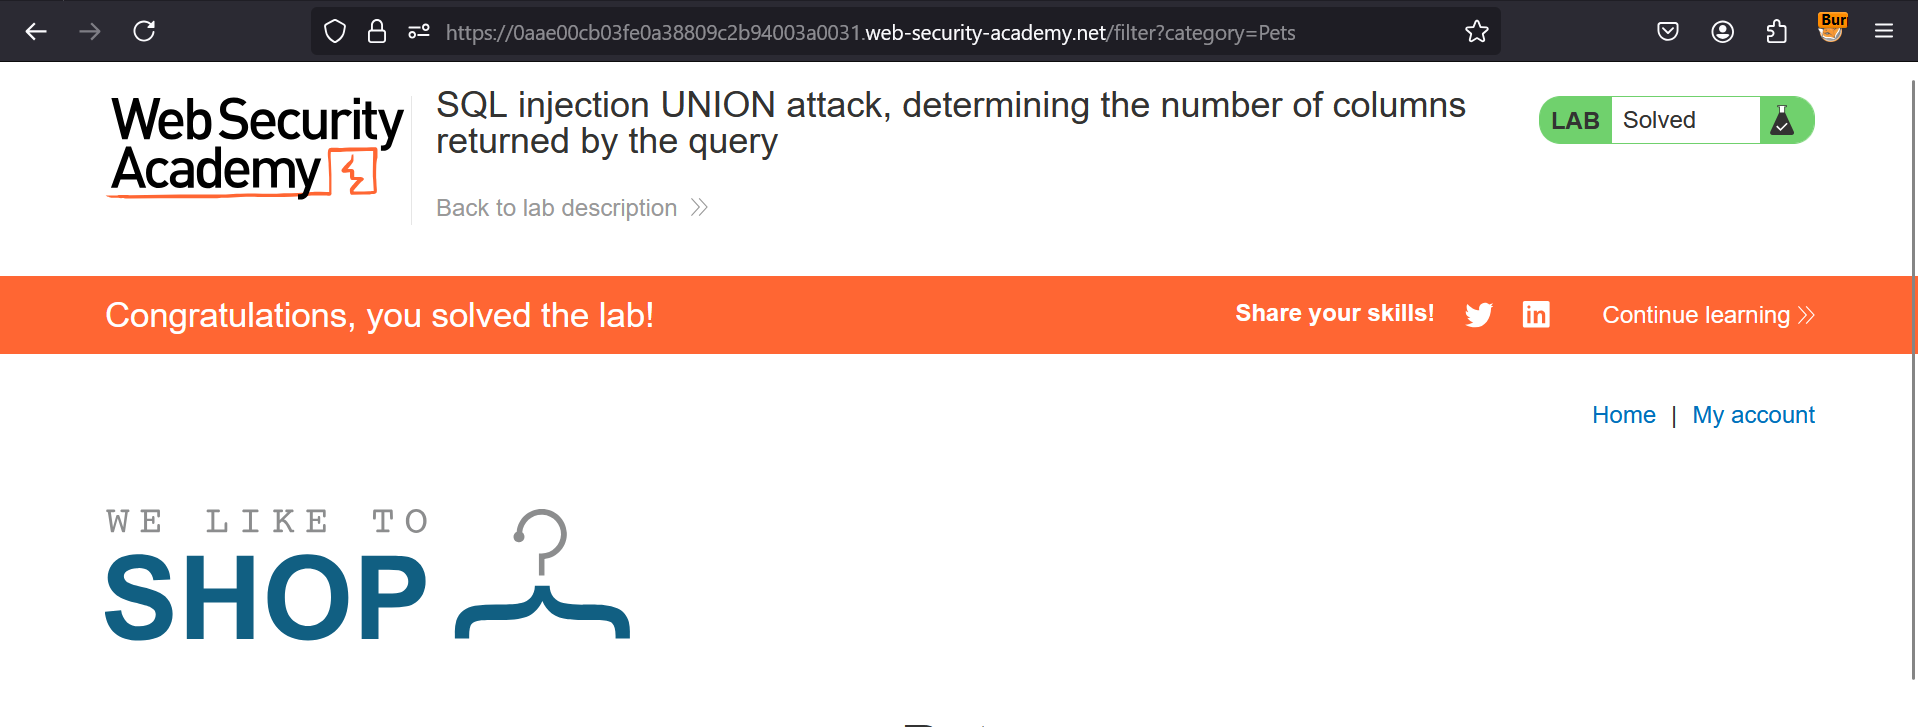 Bur
https://0aae00cb03fe0a38809c2b94003a0031.web-security-academy.net/filter?category=Pets
Web Security
Academy
SQL injection UNION attack, determining the number of columns
returned by the query
Back to lab description
LAB Solved
Congratulations, you solved the lab!
Share your skills!
in
Continue learning
Home | My account
WE LIKE TO
SHOP